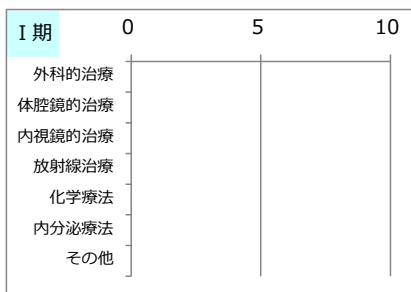 Ⅰ期
0 5 10
外科的治療
体腔鏡的治療
内視鏡的治療
放射線治療
化学療法
内分泌療法
その他